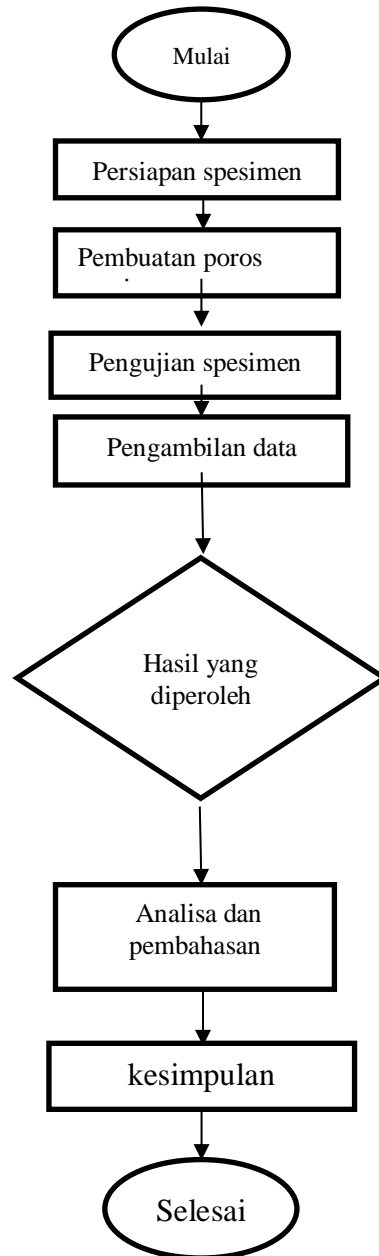 Mulai
Persiapan spesimen
Pembuatan poros
Pengujian spesimen
Pengambilan data
Hasil yang
diperoleh
Analisa dan
pembahasan
kesimpulan
Selesai